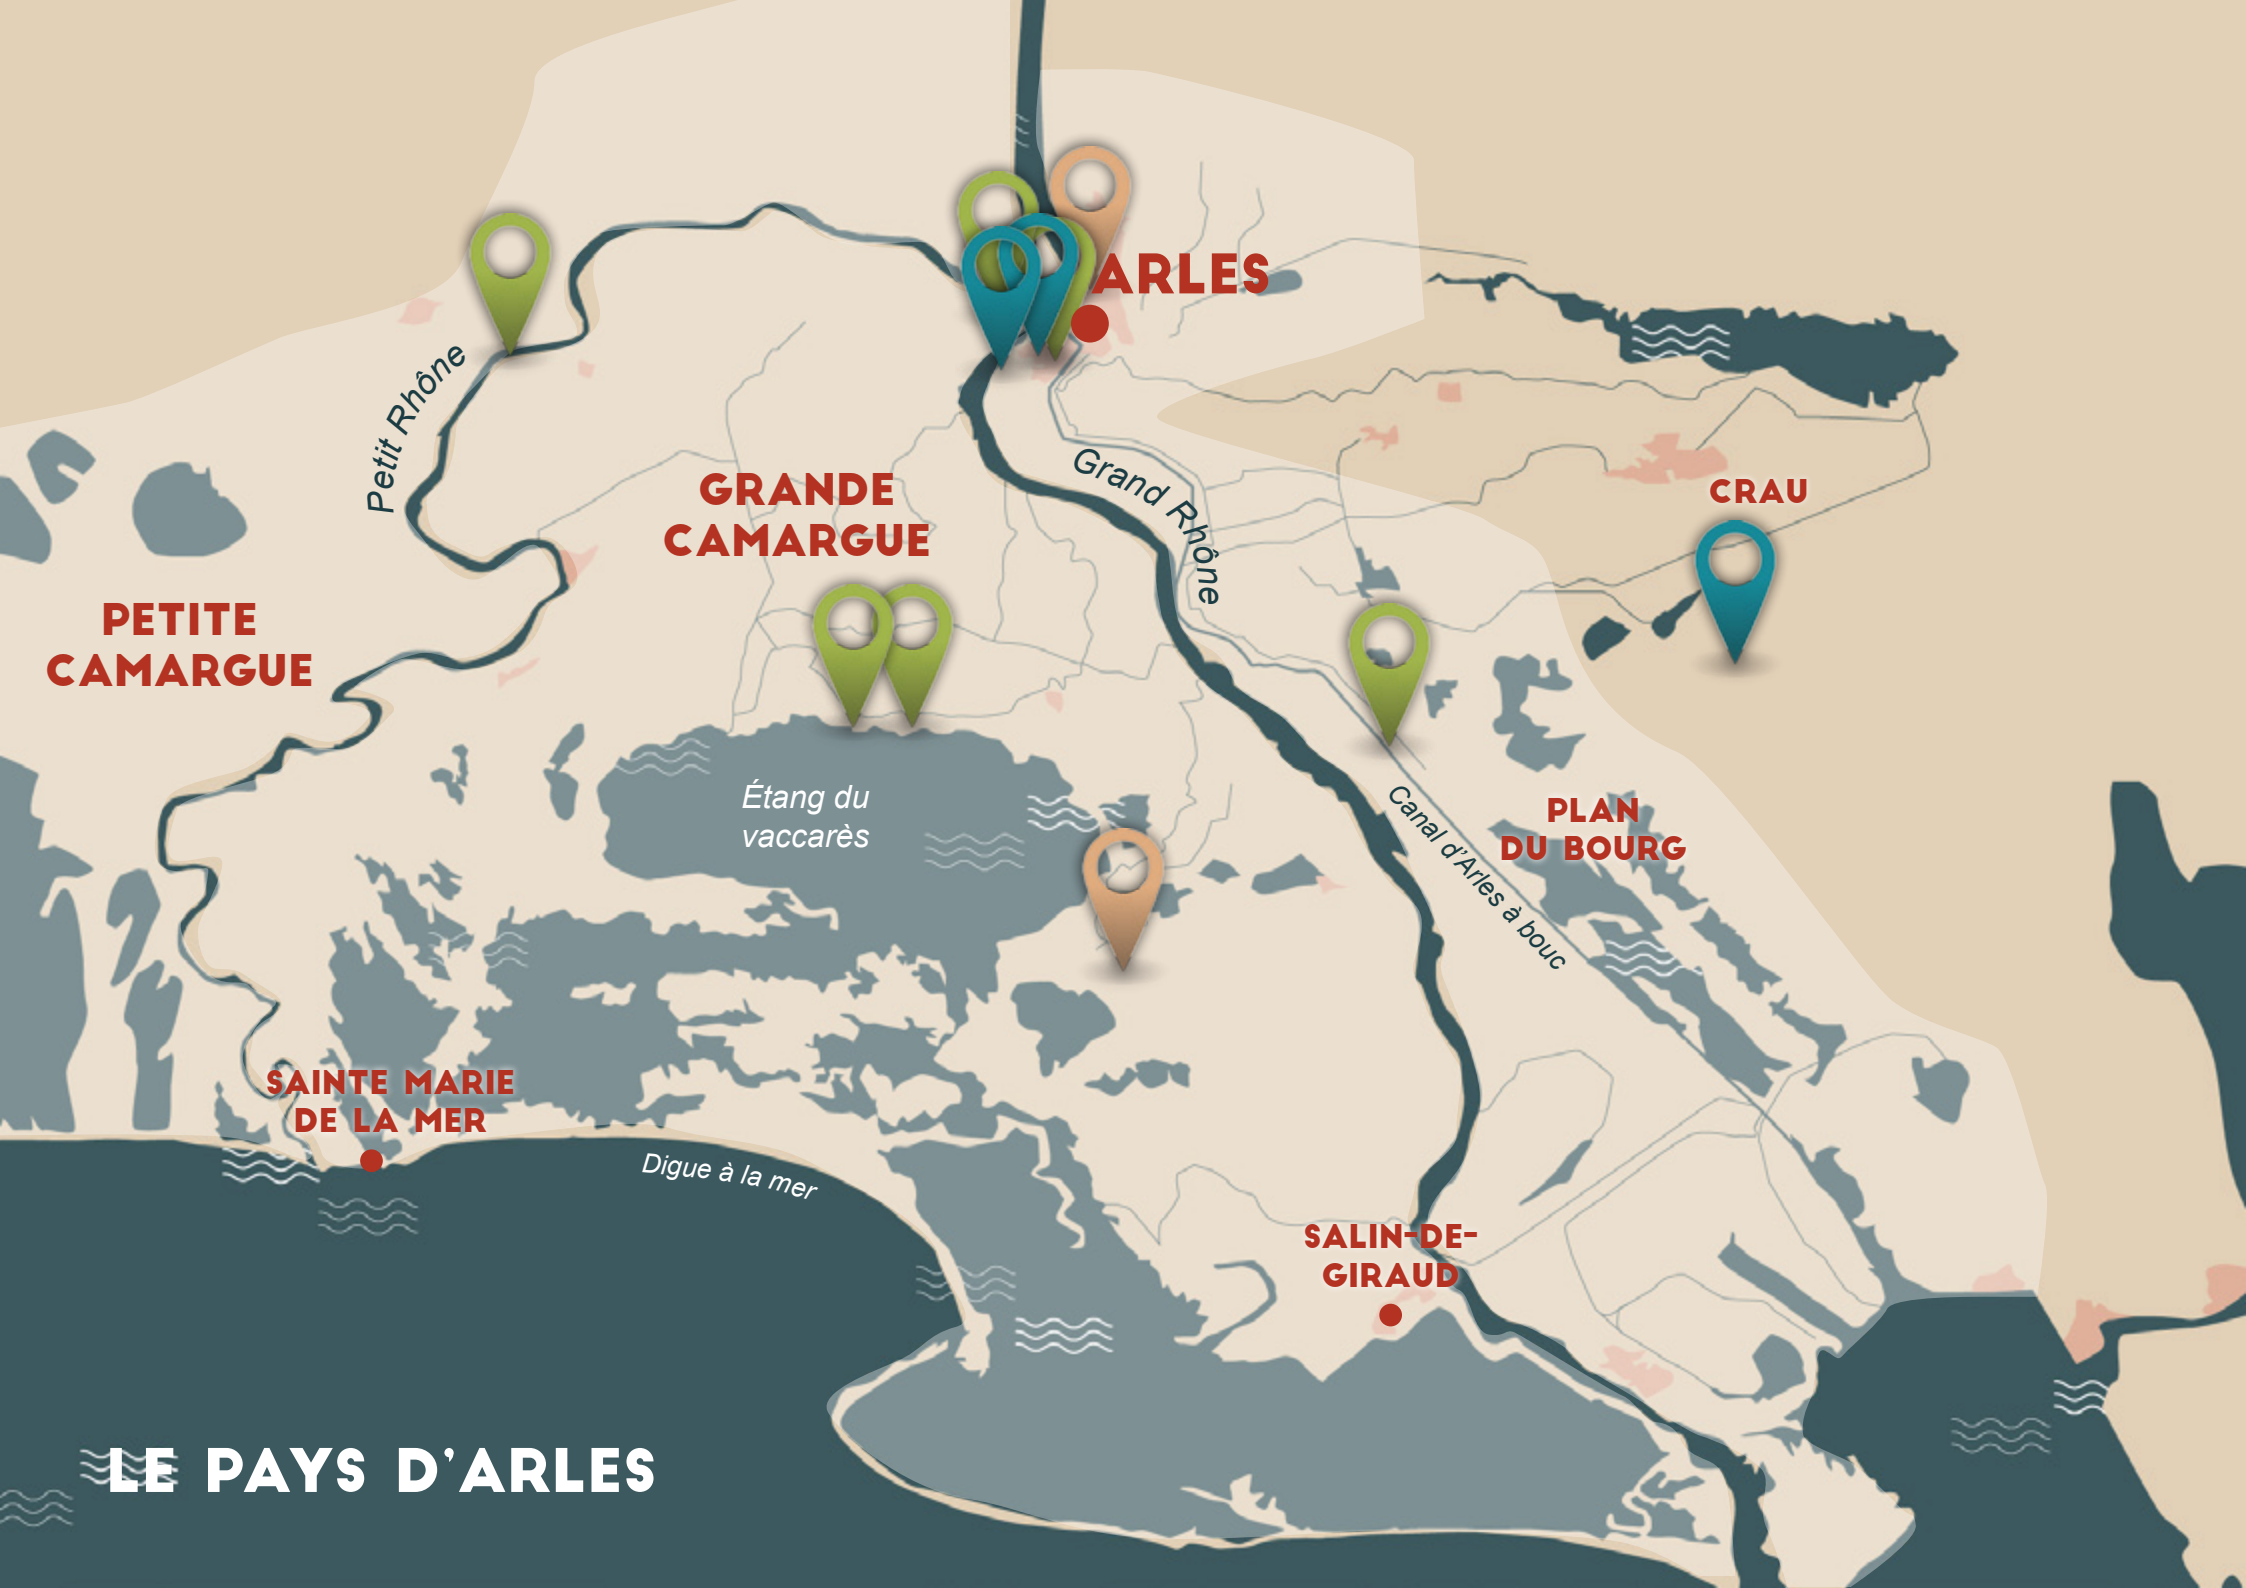 ARLES
Petit Rhône
GRANDE
CAMARGUE
Grand Rhône
CRAU
PETITE
CAMARGUE
Étang du
vaccarès
Canal d'Arles à bouc
PLAN
DU BOURG
SAINTE MARIE
DE LA MER
Digue à la mer
SALIN-DE-
GIRAUD
LE PAYS D'ARLES